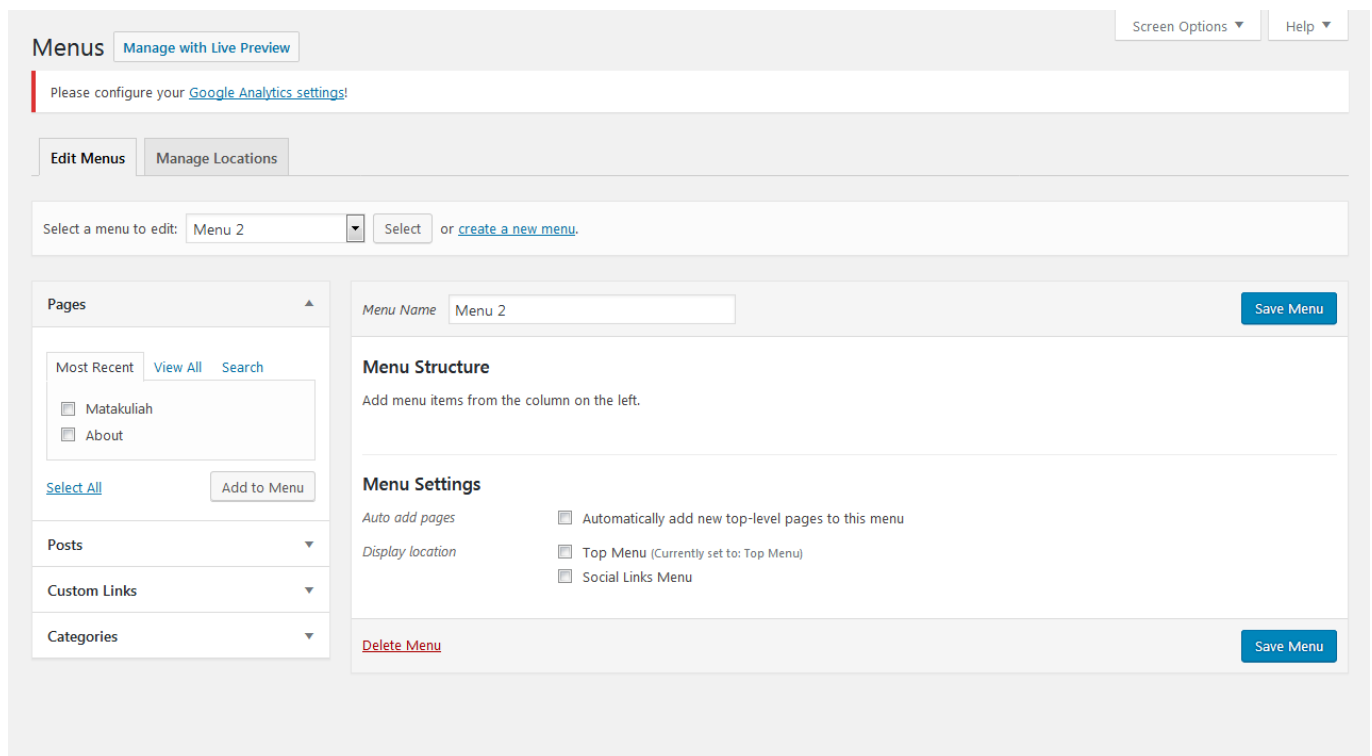 Screen Options ▼ Help ▼
Menus Manage with Live Preview
Please configure your Google Analytics settings!
Edit Menus Manage Locations
Select a menu to edit: Menu 2 Select or create a new menu.
Pages
Most Recent View All Search
Matakuliah
About
Select All Add to Menu
Posts
Custom Links
Categories
Menu Name Menu 2 Save Menu
Menu Structure
Add menu items from the column on the left.
Menu Settings
Auto add pages Automatically add new top-level pages to this menu
Display location Top Menu (Currently set to: Top Menu)
Social Links Menu
Delete Menu Save Menu